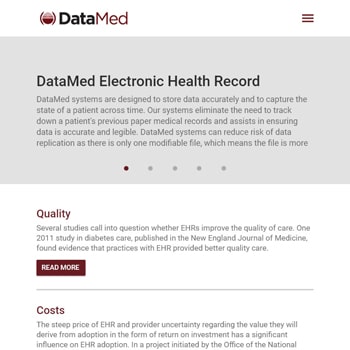 DataMed
DataMed Electronic Health Record
DataMed systems are designed to store data accurately and to capture the
state of a patient across time. Our systems eliminate the need to track
down a patient's previous paper medical records and assists in ensuring
data is accurate and legible. DataMed systems can reduce risk of data
replication as there is only one modifiable file, which means the file is more
Quality
Several studies call into question whether EHRs improve the quality of care. One
2011 study in diabetes care, published in the New England Journal of Medicine,
found evidence that practices with EHR provided better quality care.
READ MORE
Costs
The steep price of EHR and provider uncertainty regarding the value they will
derive from adoption in the form of return on investment has a significant
influence on EHR adoption. In a project initiated by the Office of the National